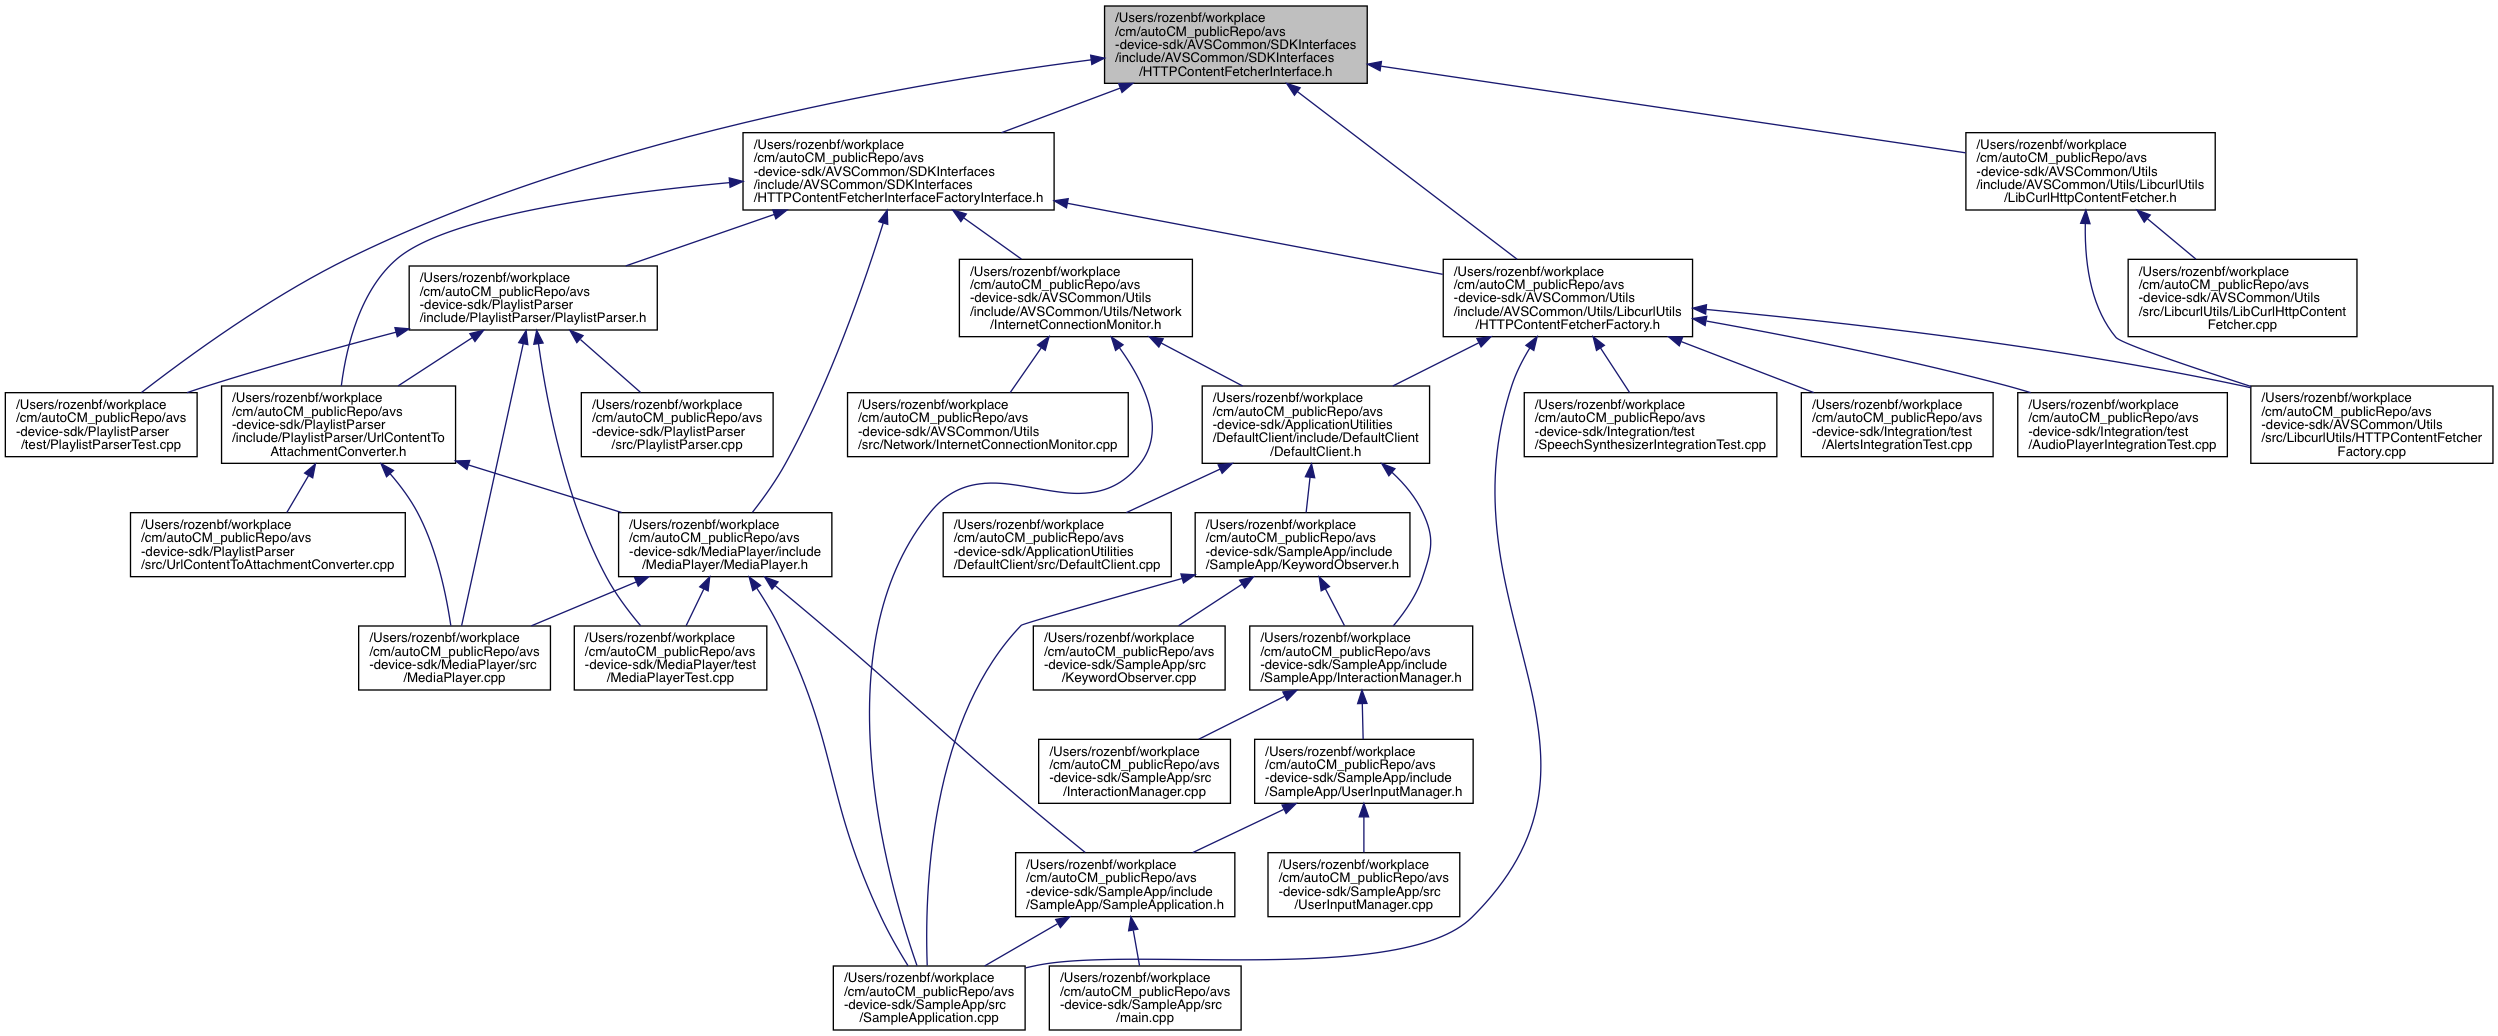 /Users/rozenbf/workplace
/cm/autoCM_publicRepo/avs
-device-sdk/AVSCommon/SDKInterfaces
/include/AVSCommon/SDKInterfaces
/HTTPContentFetcherInterface.h
/Users/rozenbf/workplace
/cm/autoCM_publicRepo/avs
-device-sdk/AVSCommon/SDKInterfaces
/include/AVSCommon/SDKInterfaces
/HTTPContentFetcherInterfaceFactoryInterface.h
/Users/rozenbf/workplace
/cm/autoCM_publicRepo/avs
-device-sdk/AVSCommon/Utils
/include/AVSCommon/Utils/LibcurlUtils
/LibCurlHttpContentFetcher.h
/Users/rozenbf/workplace
/cm/autoCM_publicRepo/avs
-device-sdk/PlaylistParser
/include/PlaylistParser/PlaylistParser.h
/Users/rozenbf/workplace
/cm/autoCM_publicRepo/avs
-device-sdk/AVSCommon/Utils
/include/AVSCommon/Utils/Network
/InternetConnectionMonitor.h
/Users/rozenbf/workplace
/cm/autoCM_publicRepo/avs
-device-sdk/AVSCommon/Utils
/include/AVSCommon/Utils/LibcurlUtils
/HTTPContentFetcherFactory.h
/Users/rozenbf/workplace
/cm/autoCM_publicRepo/avs
-device-sdk/AVSCommon/Utils
/src/LibcurlUtils/LibCurlHttpContent
Fetcher.cpp
/Users/rozenbf/workplace
/cm/autoCM_publicRepo/avs
-device-sdk/PlaylistParser
/test/PlaylistParserTest.cpp
/Users/rozenbf/workplace
/cm/autoCM_publicRepo/avs
-device-sdk/PlaylistParser
/include/PlaylistParser/UrlContentTo
AttachmentConverter.h
/Users/rozenbf/workplace
/cm/autoCM_publicRepo/avs
-device-sdk/PlaylistParser
/src/PlaylistParser.cpp
/Users/rozenbf/workplace
/cm/autoCM_publicRepo/avs
-device-sdk/AVSCommon/Utils
/src/Network/InternetConnectionMonitor.cpp
/Users/rozenbf/workplace
/cm/autoCM_publicRepo/avs
-device-sdk/ApplicationUtilities
/DefaultClient/include/DefaultClient
/DefaultClient.h
/Users/rozenbf/workplace
/cm/autoCM_publicRepo/avs
-device-sdk/Integration/test
/SpeechSynthesizerIntegrationTest.cpp
/Users/rozenbf/workplace
/cm/autoCM_publicRepo/avs
-device-sdk/Integration/test
/AlertsIntegrationTest.cpp
/Users/rozenbf/workplace
/cm/autoCM_publicRepo/avs
-device-sdk/Integration/test
/AudioPlayerIntegrationTest.cpp
/Users/rozenbf/workplace
/cm/autoCM_publicRepo/avs
-device-sdk/AVSCommon/Utils
/src/LibcurlUtils/HTTPContentFetcher
Factory.cpp
/Users/rozenbf/workplace
/cm/autoCM_publicRepo/avs
-device-sdk/PlaylistParser
/src/UrlContentToAttachmentConverter.cpp
/Users/rozenbf/workplace
/cm/autoCM_publicRepo/avs
-device-sdk/MediaPlayer/include
/MediaPlayer/MediaPlayer.h
/Users/rozenbf/workplace
/cm/autoCM_publicRepo/avs
-device-sdk/ApplicationUtilities
/DefaultClient/src/DefaultClient.cpp
/Users/rozenbf/workplace
/cm/autoCM_publicRepo/avs
-device-sdk/SampleApp/include
/SampleApp/KeywordObserver.h
/Users/rozenbf/workplace
/cm/autoCM_publicRepo/avs
-device-sdk/MediaPlayer/src
/MediaPlayer.cpp
/Users/rozenbf/workplace
/cm/autoCM_publicRepo/avs
-device-sdk/MediaPlayer/test
/MediaPlayerTest.cpp
/Users/rozenbf/workplace
/cm/autoCM_publicRepo/avs
-device-sdk/SampleApp/src
/KeywordObserver.cpp
/Users/rozenbf/workplace
/cm/autoCM_publicRepo/avs
-device-sdk/SampleApp/include
/SampleApp/InteractionManager.h
/Users/rozenbf/workplace
/cm/autoCM_publicRepo/avs
-device-sdk/SampleApp/src
/InteractionManager.cpp
/Users/rozenbf/workplace
/cm/autoCM_publicRepo/avs
-device-sdk/SampleApp/include
/SampleApp/UserInputManager.h
/Users/rozenbf/workplace
/cm/autoCM_publicRepo/avs
-device-sdk/SampleApp/include
/SampleApp/SampleApplication.h
/Users/rozenbf/workplace
/cm/autoCM_publicRepo/avs
-device-sdk/SampleApp/src
/UserInputManager.cpp
/Users/rozenbf/workplace
/cm/autoCM_publicRepo/avs
-device-sdk/SampleApp/src
/SampleApplication.cpp
/Users/rozenbf/workplace
/cm/autoCM_publicRepo/avs
-device-sdk/SampleApp/src
/main.cpp